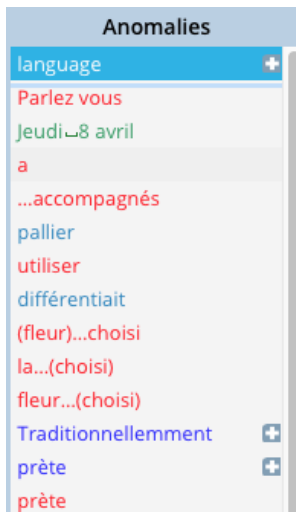 Anomalies
language
Parlez vous
Jeudi⎵8 avril
a
...accompagnés
pallier
utiliser
différentiait
(fleur)...choisi
la...(choisi)
fleur...(choisi)
Traditionnellemment
prète
prète